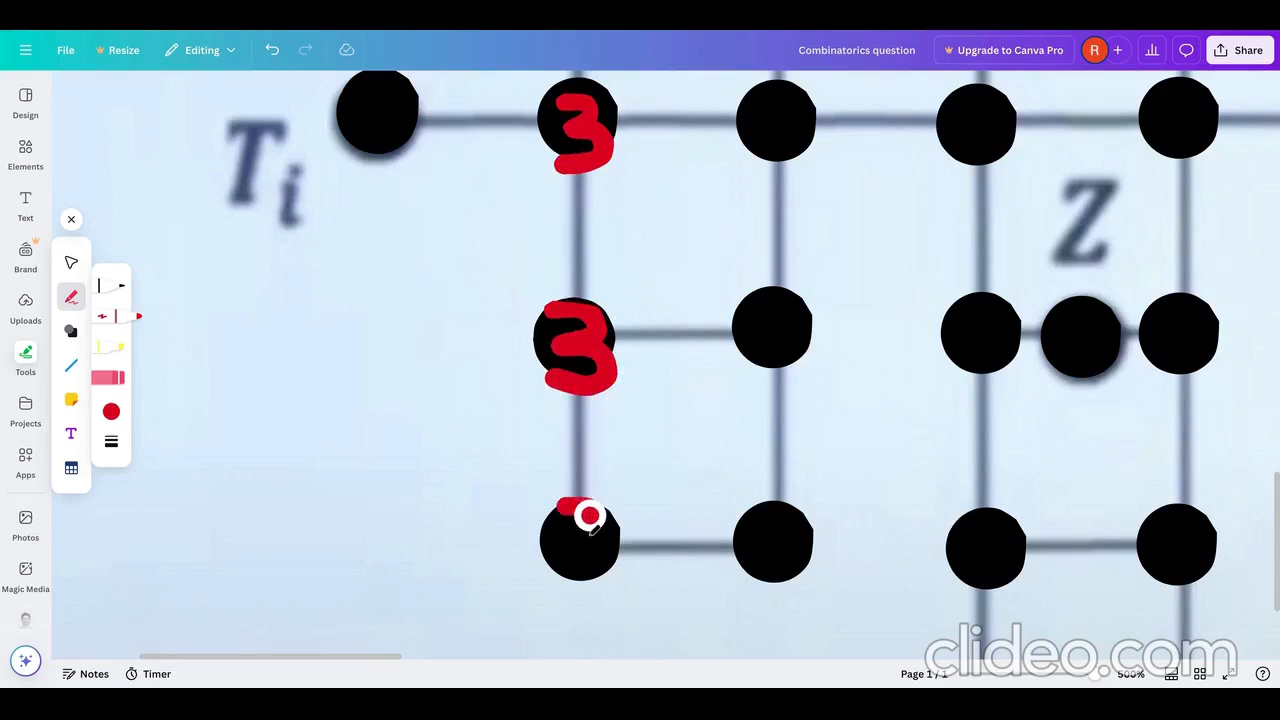 File
Resize
Editing
Combinatorics question
Upgrade to Canva Pro
R
Share
Design
Elements
Text
Brand
Uploads
Tools
Projects
Apps
Photos
Magic Media
T
Ti
Z
3
3
Notes
Timer
Page 1 / 1
500%
clideo.com